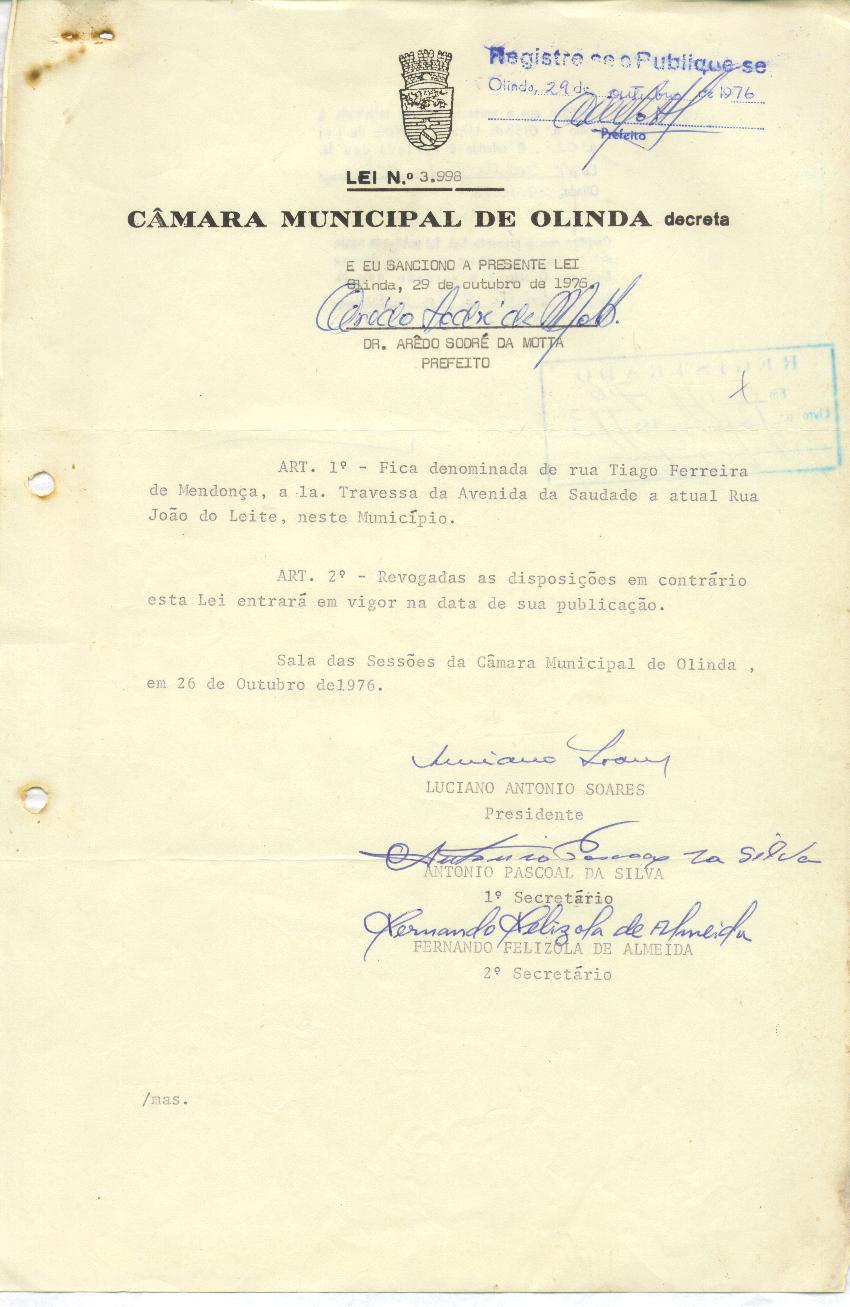 Registre-se e Publique-se
Olinda, 29 de outubro de 1976
Prefeito
LEI N.º 3.998
CÂMARA MUNICIPAL DE OLINDA decreta
E EU SANCIONO A PRESENTE LEI
Olinda, 29 de outubro de 1976.
Arêdo Sodré da Motta.
DR. ARÊDO SODRÉ DA MOTTA
PREFEITO
REGISTRADO
Em
Livro n.º
ART. 1º - Fica denominada de rua Tiago Ferreira
de Mendonça, a 1a. Travessa da Avenida da Saudade a atual Rua
João do Leite, neste Município.
ART. 2º - Revogadas as disposições em contrário
esta Lei entrará em vigor na data de sua publicação.
Sala das Sessões da Câmara Municipal de Olinda ,
em 26 de Outubro de1976.
Luciano Soares
LUCIANO ANTONIO SOARES
Presidente
Antonio Pascoal da Silva
ANTONIO PASCOAL DA SILVA
1º Secretário
Fernando Felizola de Almeida
FERNANDO FELIZOLA DE ALMEIDA
2º Secretário
/mas.